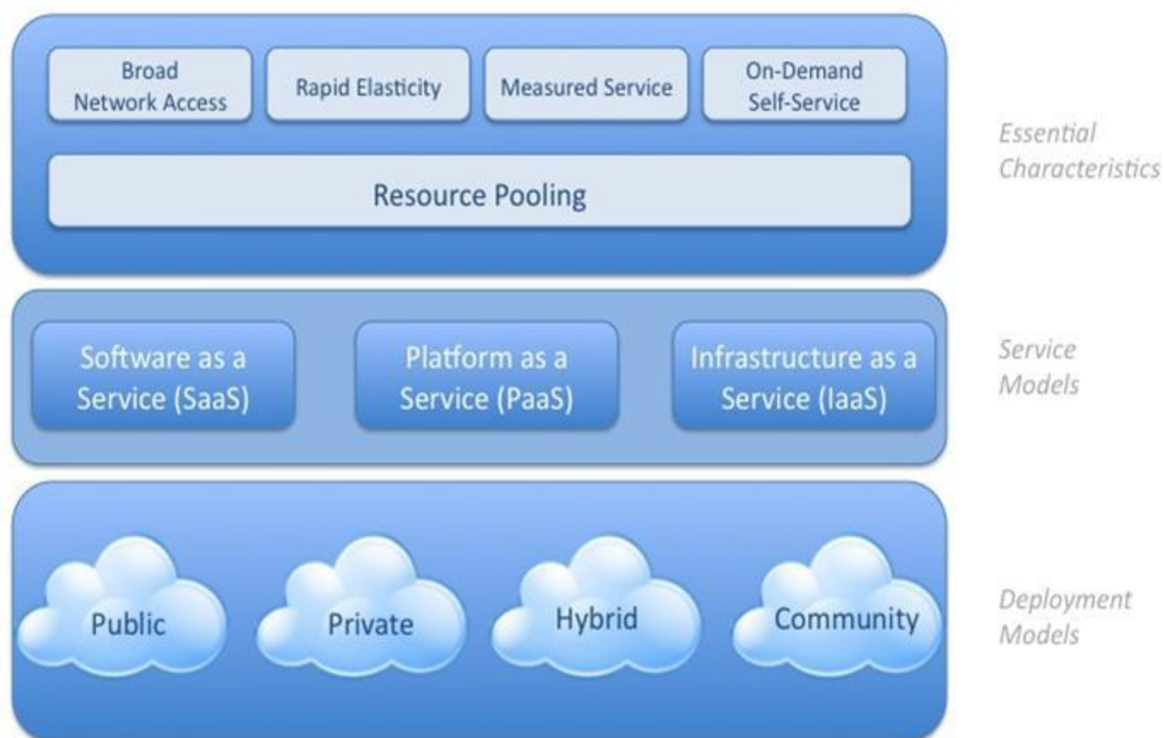 Broad
Network Access
Rapid Elasticity
Measured Service
On-Demand
Self-Service
Resource Pooling
Essential
Characteristics
Software as a
Service (SaaS)
Platform as a
Service (PaaS)
Infrastructure as a
Service (IaaS)
Service
Models
Public
Private
Hybrid
Community
Deployment
Models